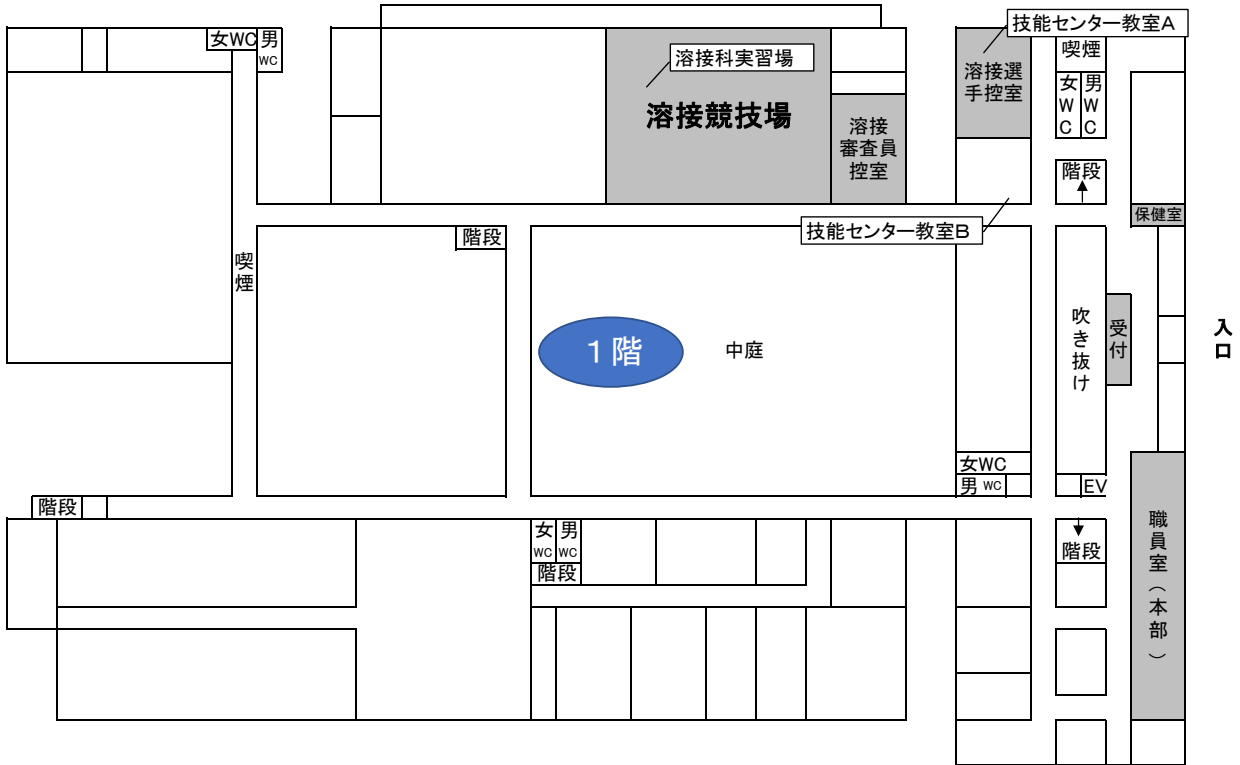 技能センター教室A
女WC
男
WC
溶接科実習場
溶接競技場
溶接
審査員
控室
溶接選
手控室
喫煙
女
W
C
男
W
C
階段
保健室
技能センター教室B
階段
喫
煙
1階
中庭
吹き抜け
受付
入口
女WC
男 WC
EV
階段
女
WC
男
WC
階段
階段
職員室(本部)